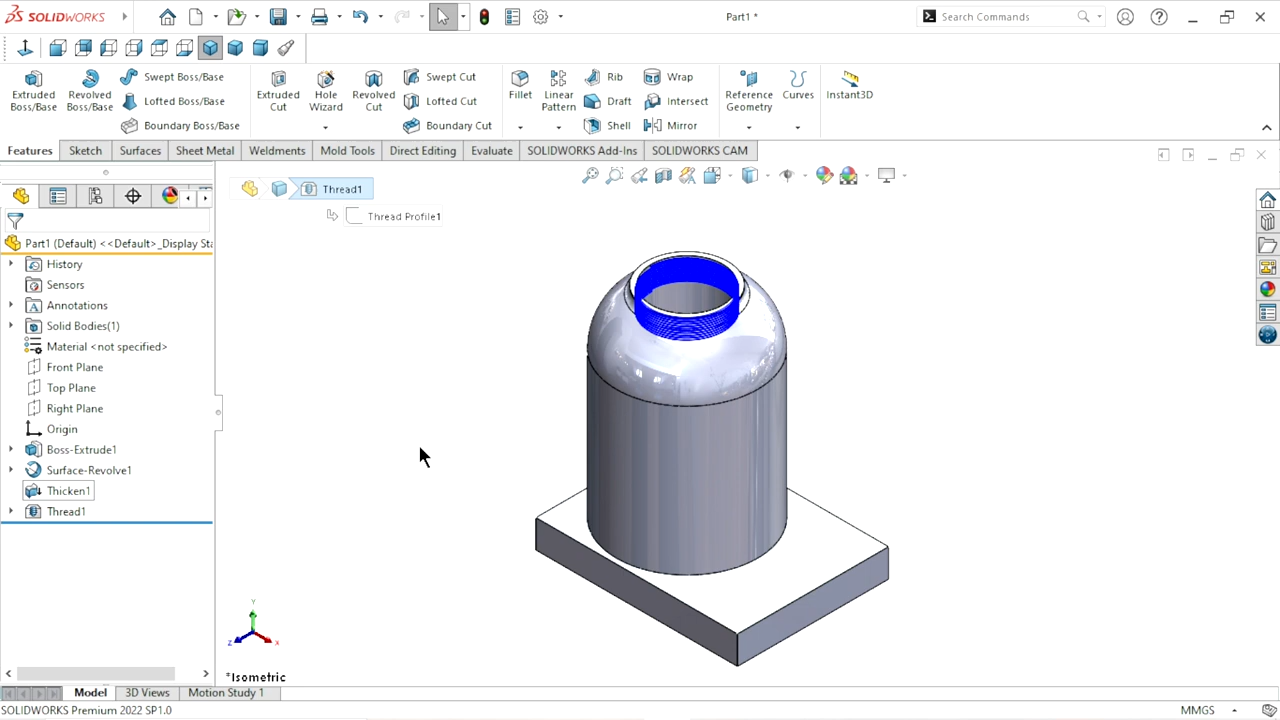 SOLIDWORKS
Part1 *
Search Commands
Extruded Boss/Base
Revolved Boss/Base
Swept Boss/Base
Lofted Boss/Base
Boundary Boss/Base
Extruded Cut
Hole Wizard
Revolved Cut
Swept Cut
Lofted Cut
Boundary Cut
Fillet
Linear Pattern
Rib
Draft
Shell
Wrap
Intersect
Mirror
Reference Geometry
Curves
Instant3D
Features
Sketch
Surfaces
Sheet Metal
Weldments
Mold Tools
Direct Editing
Evaluate
SOLIDWORKS Add-Ins
SOLIDWORKS CAM
Thread1
Thread Profile1
Part1 (Default) <<Default>_Display Sta
History
Sensors
Annotations
Solid Bodies(1)
Material <not specified>
Front Plane
Top Plane
Right Plane
Origin
Boss-Extrude1
Surface-Revolve1
Thicken1
Thread1
Y
Z
X
*Isometric
Model
3D Views
Motion Study 1
SOLIDWORKS Premium 2022 SP1.0
MMGS